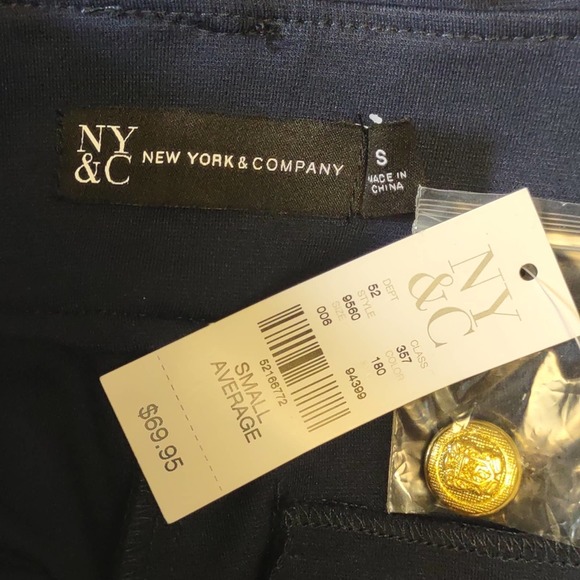 NY
&C
NEW YORK & COMPANY
S
MADE IN
CHINA
NY
&C
DEPT CLASS
52 357
STYLE COLOR
9560 180
SIZE
006 94399
52166772
SMALL
AVERAGE
$69.95